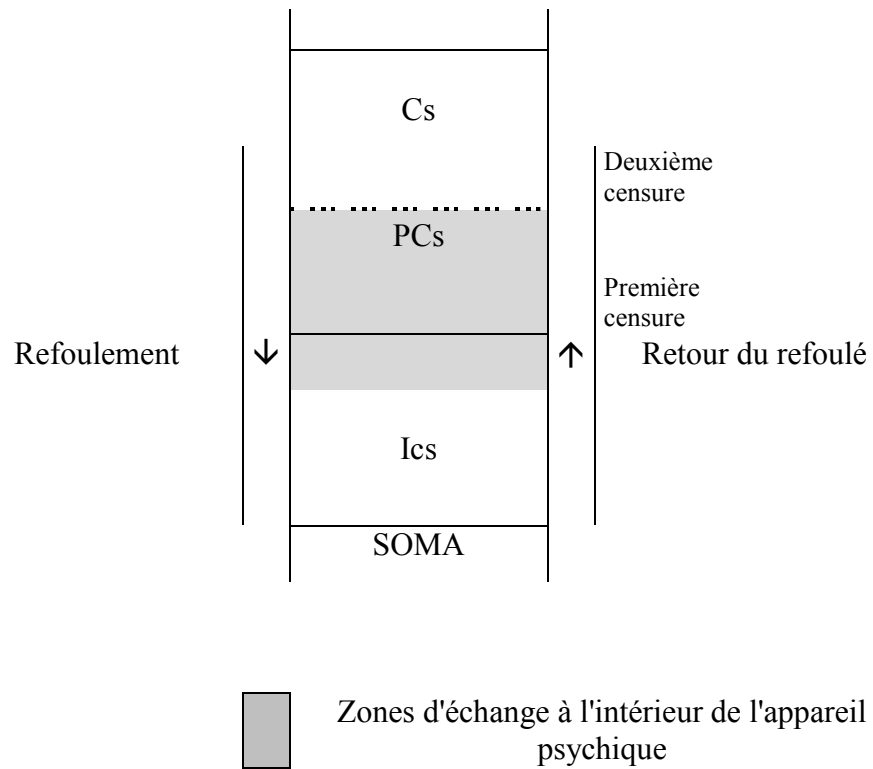 Cs
Deuxième
censure
PCs
Première
censure
Refoulement
Retour du refoulé
Ics
SOMA
Zones d'échange à l'intérieur de l'appareil
psychique